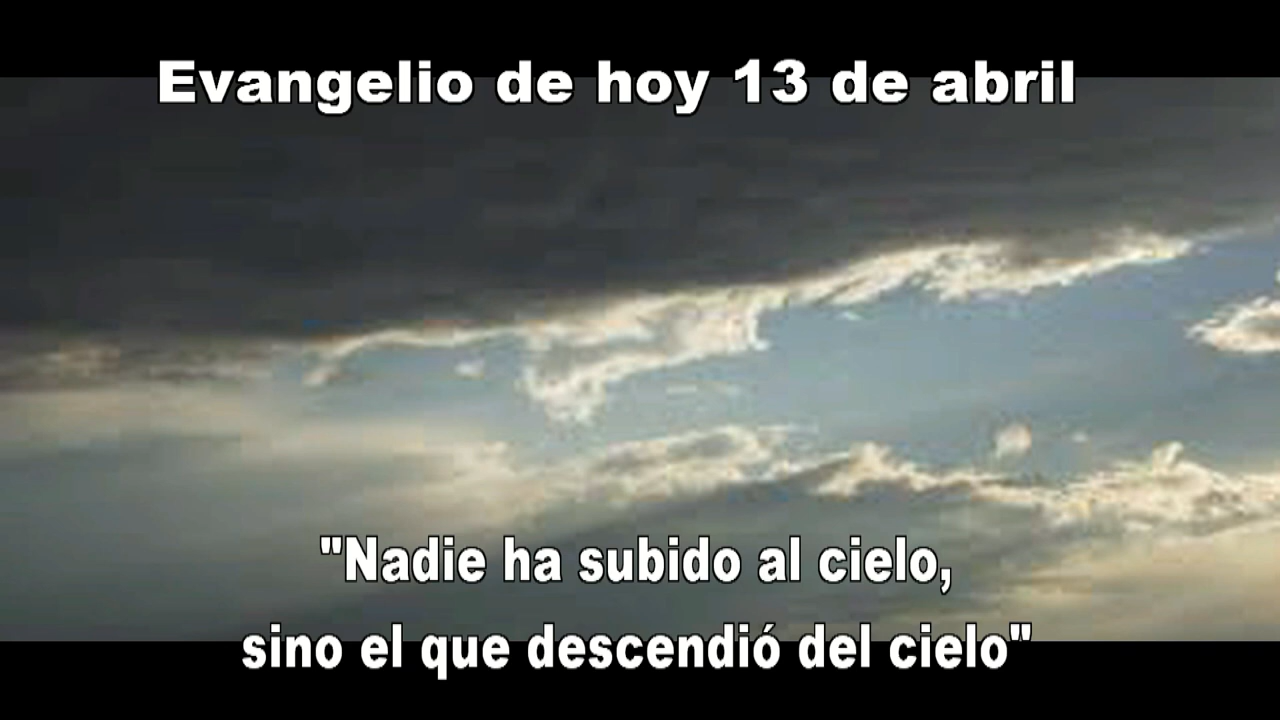 Evangelio de hoy 13 de abril
"Nadie ha subido al cielo,
sino el que descendió del cielo"